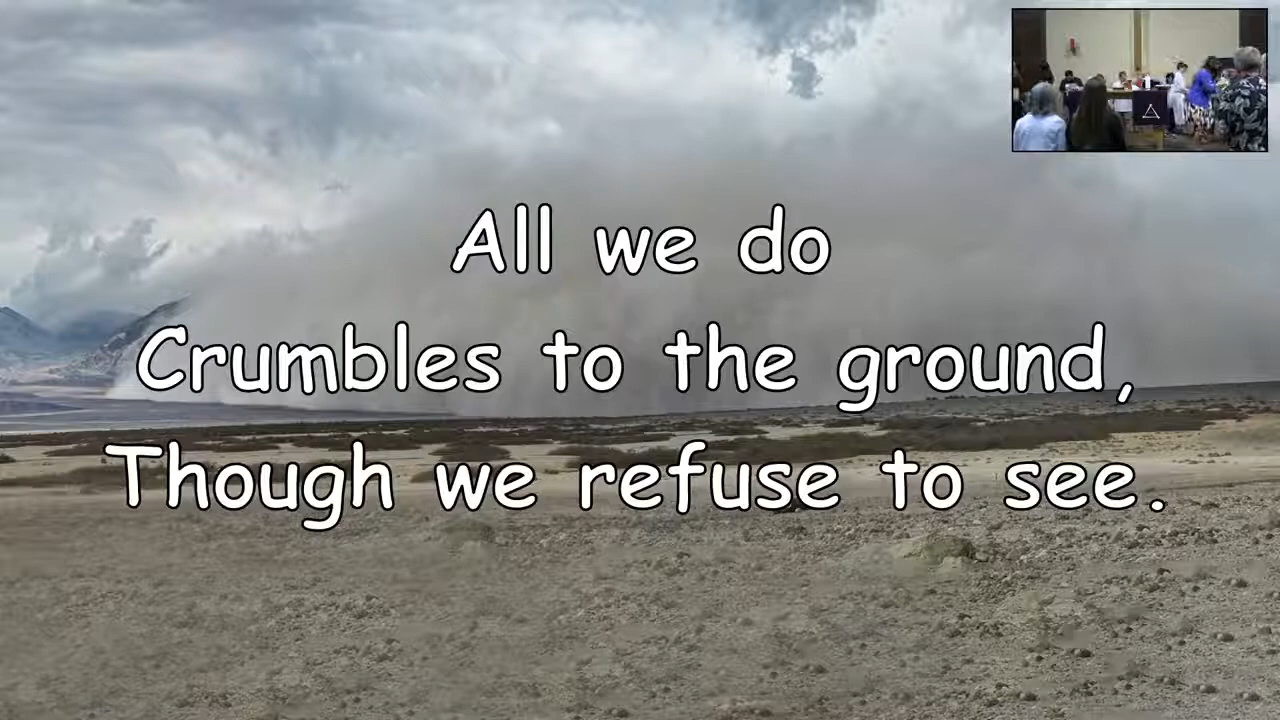 All we do
Crumbles to the ground,
Though we refuse to see.